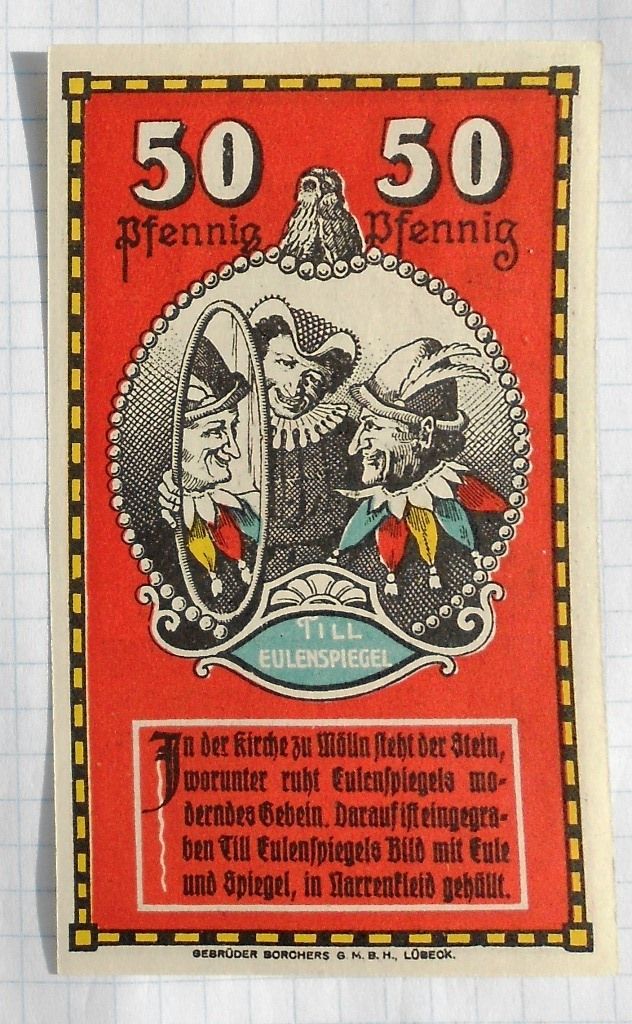 50 50
Pfennig Pfennig
TILL
EULENSPIEGEL
In der Kirche zu Mölln steht der Stein,
worunter ruht Eulenspiegels mo-
derndes Gebein. Darauf ist eingegra-
ben Till Eulenspiegels Bild mit Eule
und Spiegel, in Narrenkleid gehüllt.
GEBRÜDER BORCHERS G. M. B. H., LÜBECK.